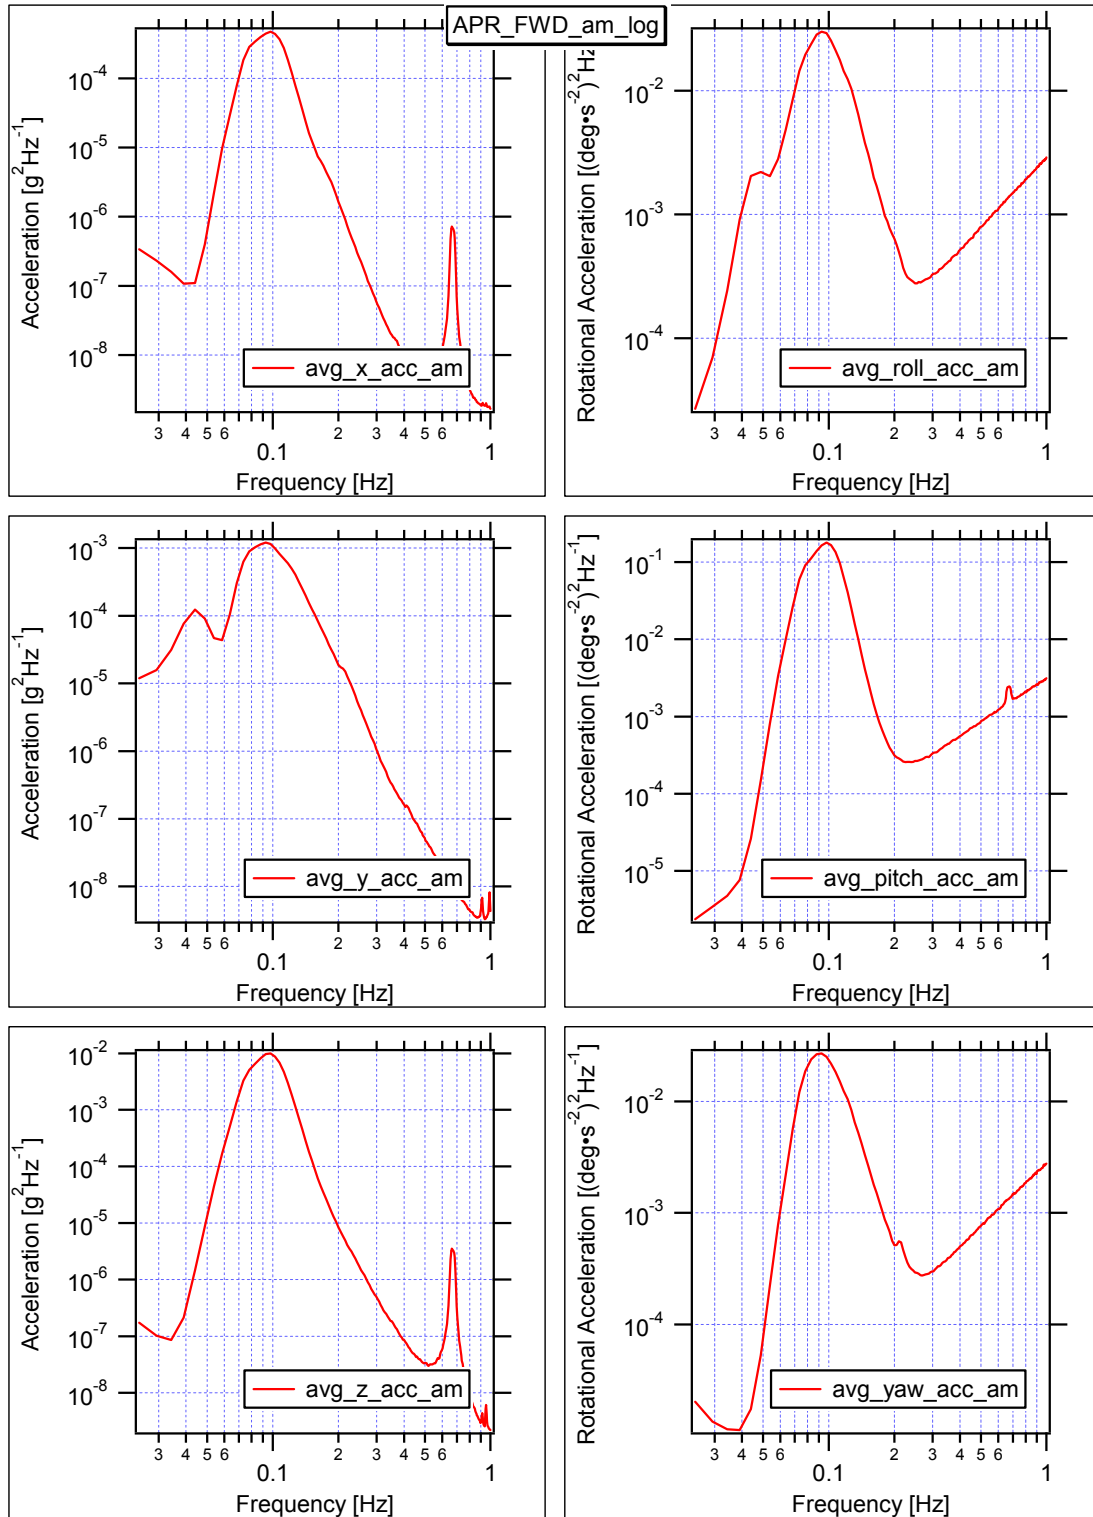 APR_FWD_am_log
Acceleration [g²Hz⁻¹]
10⁻⁴
10⁻⁵
10⁻⁶
10⁻⁷
10⁻⁸
avg_x_acc_am
3 4 5 6 0.1 2 3 4 5 6 1
Frequency [Hz]
Rotational Acceleration [(deg•s⁻²)²Hz
10⁻²
10⁻³
10⁻⁴
avg_roll_acc_am
3 4 5 6 0.1 2 3 4 5 6 1
Frequency [Hz]
Acceleration [g²Hz⁻¹]
10⁻³
10⁻⁴
10⁻⁵
10⁻⁶
10⁻⁷
10⁻⁸
avg_y_acc_am
3 4 5 6 0.1 2 3 4 5 6 1
Frequency [Hz]
Rotational Acceleration [(deg•s⁻²)²Hz⁻¹]
10⁻¹
10⁻²
10⁻³
10⁻⁴
10⁻⁵
avg_pitch_acc_am
3 4 5 6 0.1 2 3 4 5 6 1
Frequency [Hz]
Acceleration [g²Hz⁻¹]
10⁻²
10⁻³
10⁻⁴
10⁻⁵
10⁻⁶
10⁻⁷
10⁻⁸
avg_z_acc_am
3 4 5 6 0.1 2 3 4 5 6 1
Frequency [Hz]
Rotational Acceleration [(deg•s⁻²)²Hz⁻¹]
10⁻²
10⁻³
10⁻⁴
avg_yaw_acc_am
3 4 5 6 0.1 2 3 4 5 6 1
Frequency [Hz]